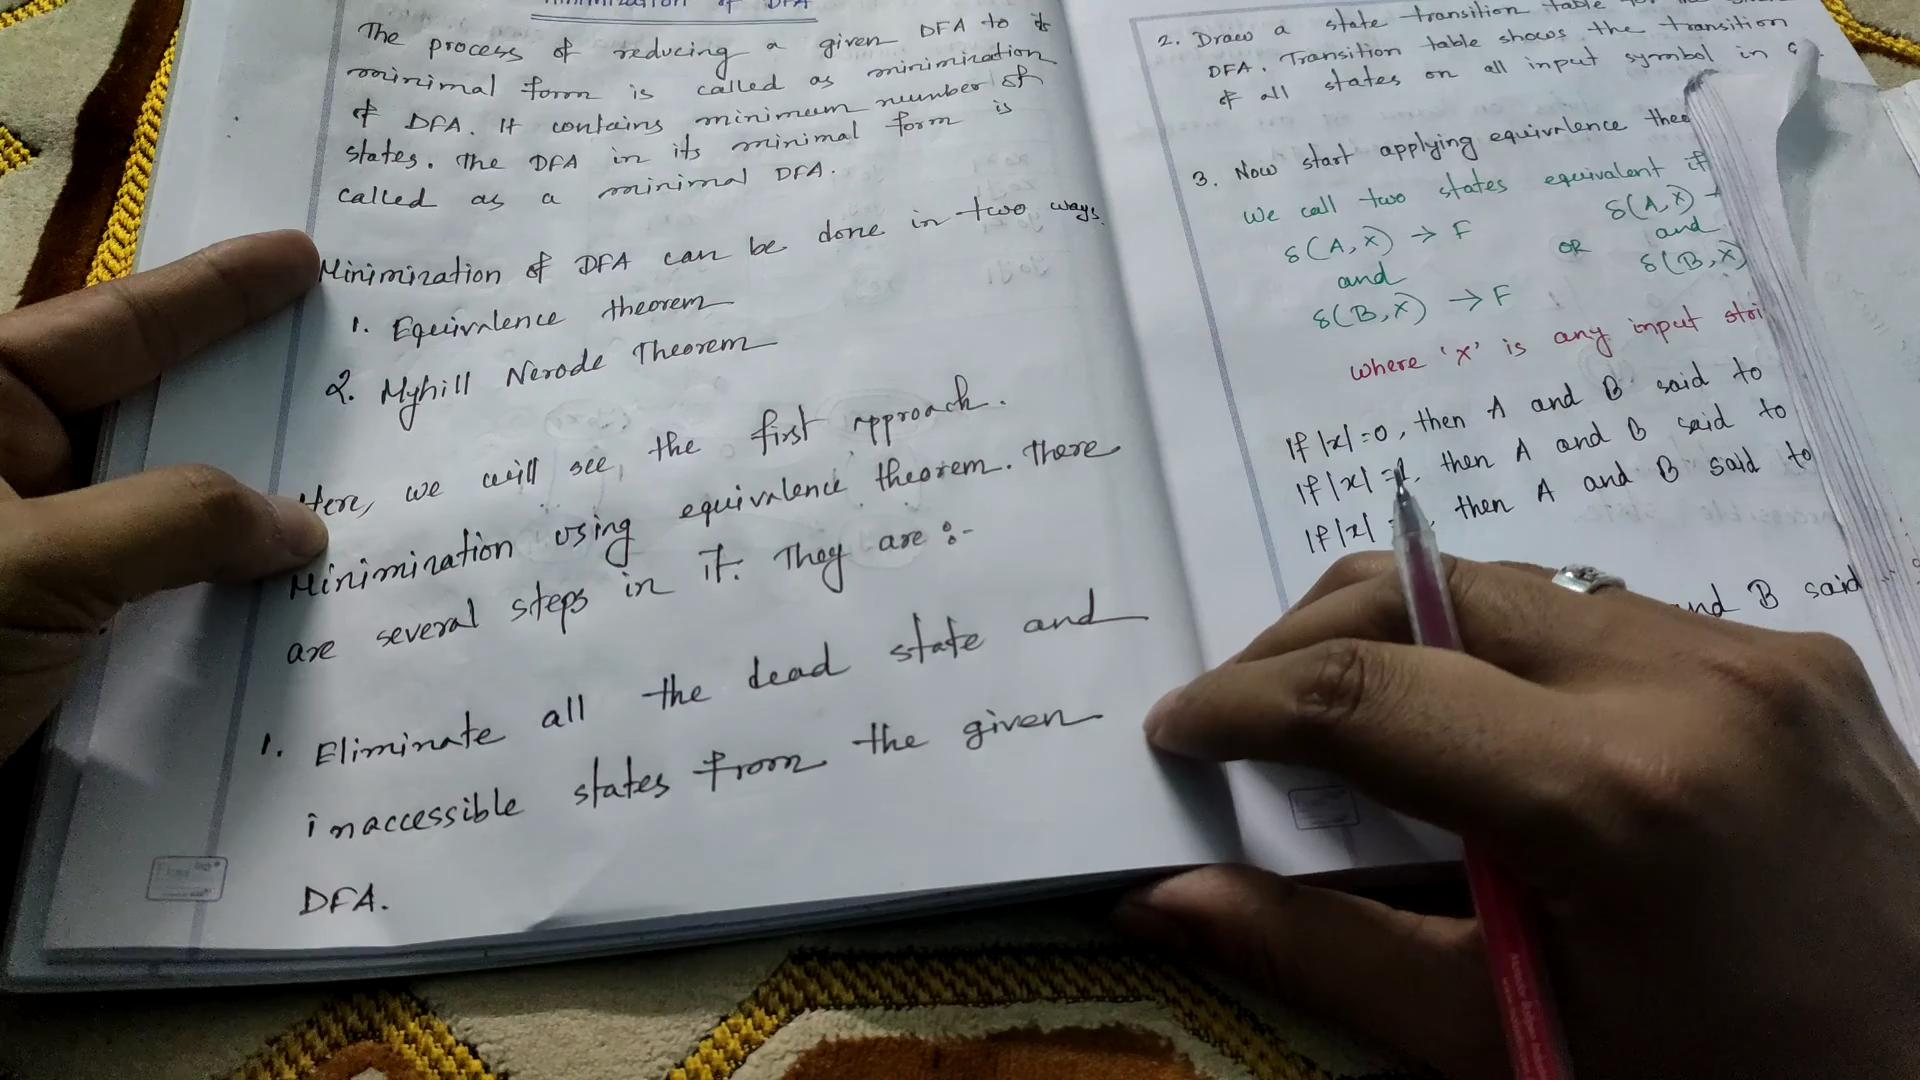 Minimization of DFA
The process of reducing a given DFA to it
minimal form is called as minimization
of DFA. It contains minimum number of
states. The DFA in its minimal form is
called as a minimal DFA.
Minimization of DFA can be done in two ways.
1. Equivalence theorem
2. Myhill Nerode Theorem
Here, we will see, the first approach.
Minimization using equivalence theorem. There
are several steps in it. They are :-
1. Eliminate all the dead state and
inaccessible states from the given
DFA.
2. Draw a state transition table
DFA. Transition table shows the transition
of all states on all input symbol in
3. Now start applying equivalence
We call two states equivalent if
δ(A,X) → F OR δ(A,X)
and and
δ(B,X) → F δ(B,X)
where 'x' is any input
If |x|=0, then A and B said to
If |x|=1, then A and B said to
If |x| then A and B said to
and B said